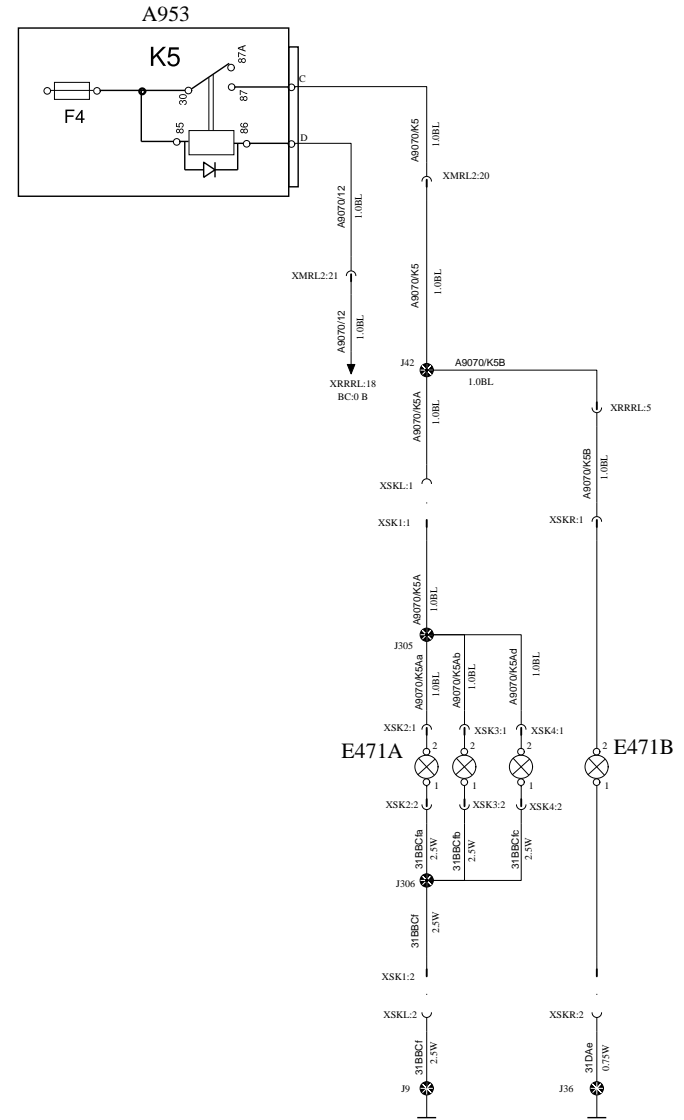 A953
K5
87A
30
87
C
F4
85
86
D
A9070/K5
1.0BL
XMRL2:20
A9070/12
1.0BL
XMRL2:21
A9070/K5
1.0BL
A9070/12
1.0BL
J42
A9070/K5B
1.0BL
XRRRL:18
BC:0 B
A9070/K5A
1.0BL
XRRRL:5
A9070/K5B
1.0BL
XSKL:1
XSK1:1
XSKR:1
A9070/K5A
1.0BL
J305
A9070/K5Aa
1.0BL
A9070/K5Ab
1.0BL
A9070/K5Ad
1.0BL
XSK2:1
XSK3:1
XSK4:1
E471A
2
2
2
2
E471B
1
1
1
1
XSK2:2
XSK3:2
XSK4:2
31BBCfa
2.5W
31BBCfb
2.5W
31BBCfc
2.5W
J306
31BBCf
2.5W
XSK1:2
XSKL:2
XSKR:2
31BBCf
2.5W
31DAe
0.75W
J9
J36